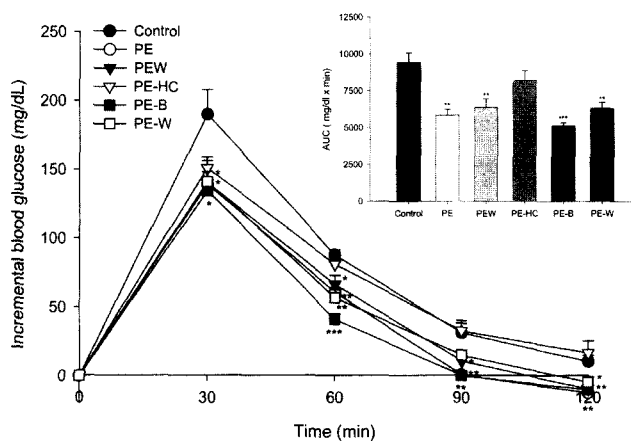 Control
PE
PEW
PE-HC
PE-B
PE-W
Incremental blood glucose (mg/dL)
250
200
150
100
50
0
0
30
60
90
120
Time (min)
*
*
*
*
**
**
***
*
**
**
*
**
**
AUC ( mg/dl x min)
12500
10000
7500
5000
2500
0
**
**
***
**
Control
PE
PEW
PE-HC
PE-B
PE-W